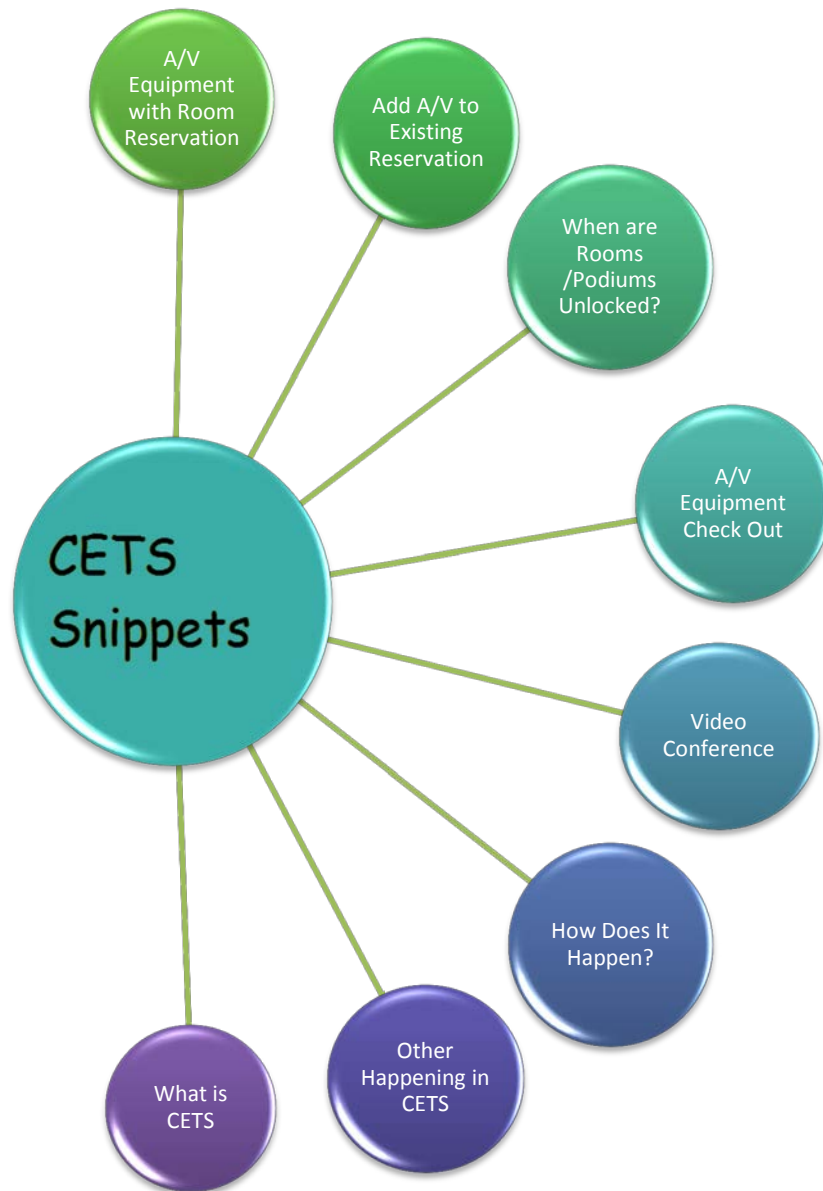 A/V
Equipment
with Room
Reservation
Add A/V to
Existing
Reservation
When are
Rooms
/Podiums
Unlocked?
A/V
Equipment
Check Out
CETS
Snippets
Video
Conference
How Does It
Happen?
Other
Happening in
CETS
What is
CETS